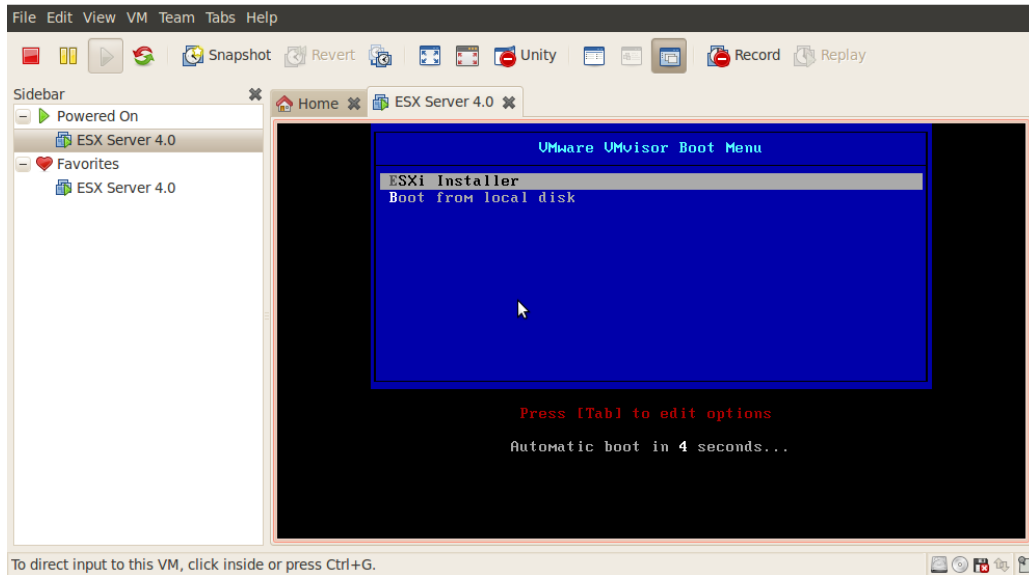 File Edit View VM Team Tabs Help
Snapshot Revert Unity Record Replay
Sidebar
Powered On
ESX Server 4.0
Favorites
ESX Server 4.0
Home ESX Server 4.0
VMware VMvisor Boot Menu
ESXi Installer
Boot from local disk
Press [Tab] to edit options
Automatic boot in 4 seconds...
To direct input to this VM, click inside or press Ctrl+G.